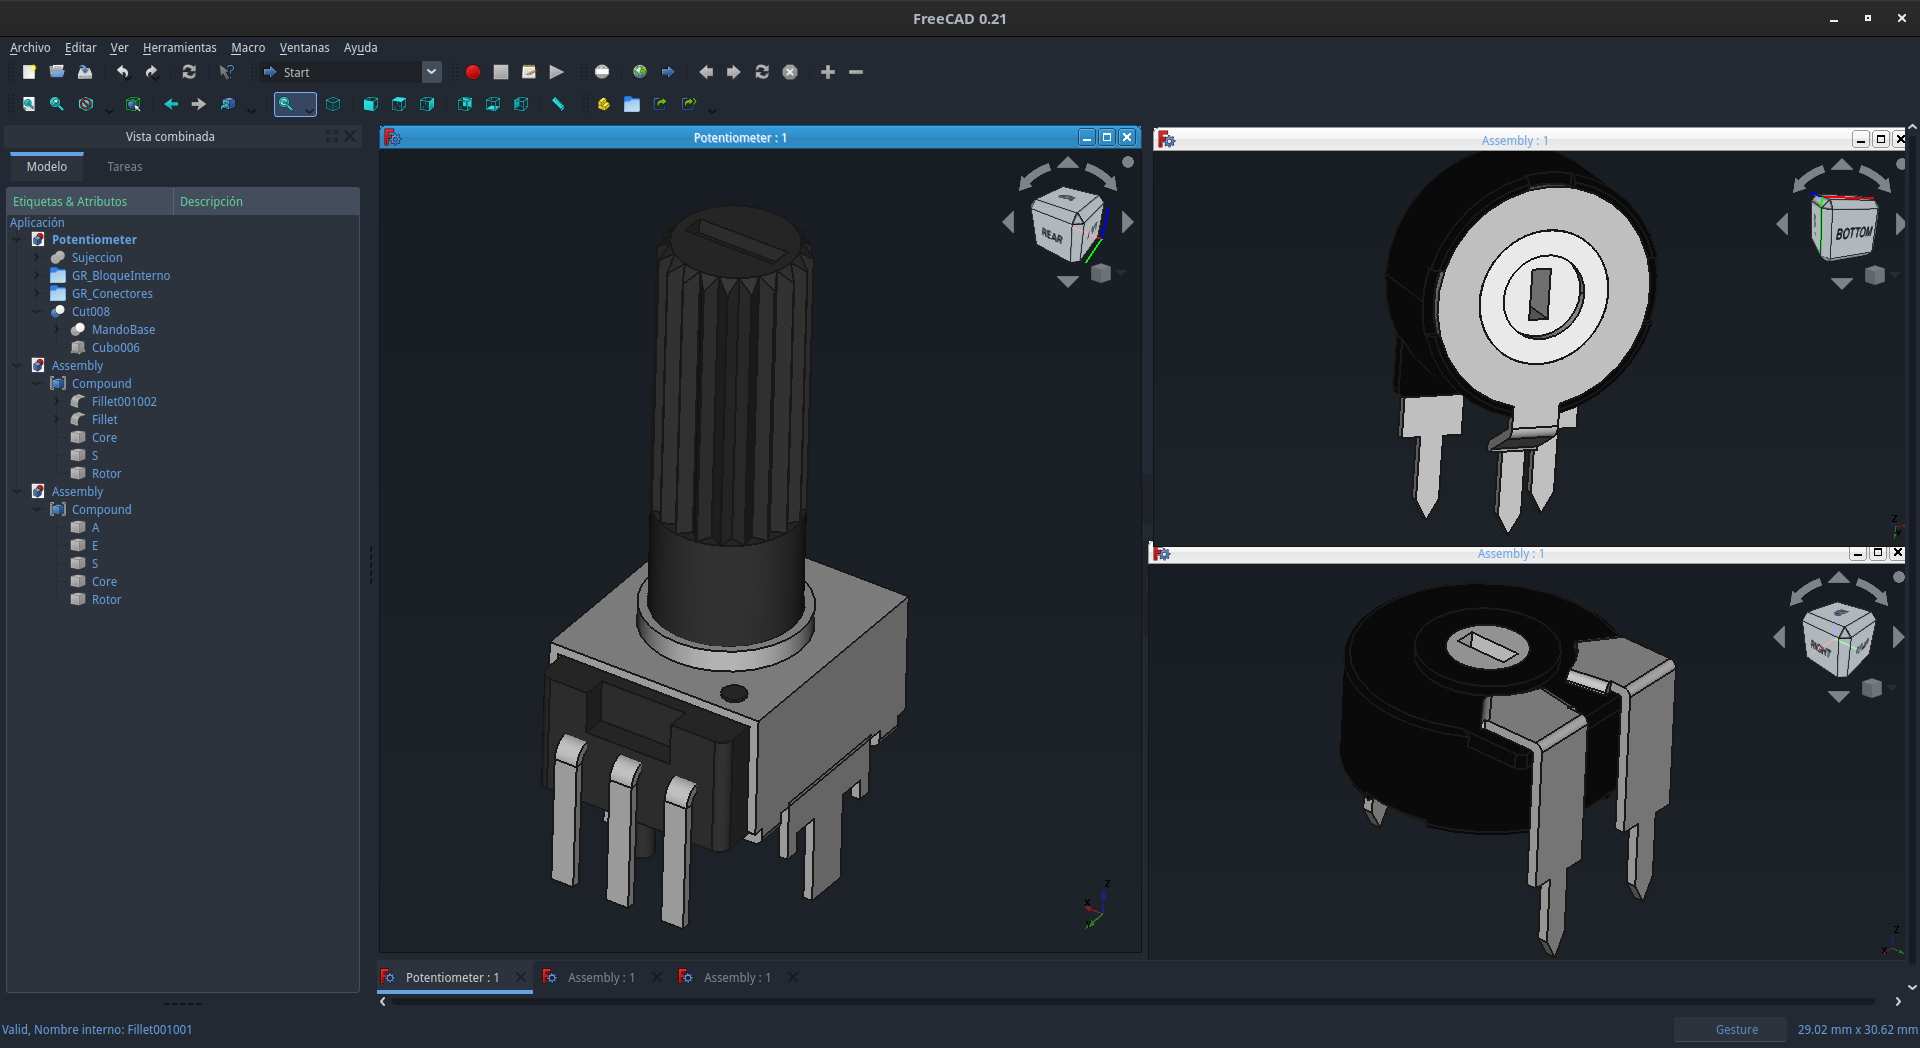 FreeCAD 0.21
Archivo Editar Ver Herramientas Macro Ventanas Ayuda
Start
Vista combinada
Modelo Tareas
Etiquetas & Atributos Descripción
Aplicación
Potentiometer
Sujeccion
GR_BloqueInterno
GR_Conectores
Cut008
MandoBase
Cubo006
Assembly
Compound
Fillet001002
Fillet
Core
S
Rotor
Assembly
Compound
A
E
S
Core
Rotor
Potentiometer : 1
REAR
Z
X
Y
Assembly : 1
BOTTOM
Z
Assembly : 1
RIGHT
Z
X
Potentiometer : 1 Assembly : 1 Assembly : 1
Valid, Nombre interno: Fillet001001
Gesture 29.02 mm x 30.62 mm